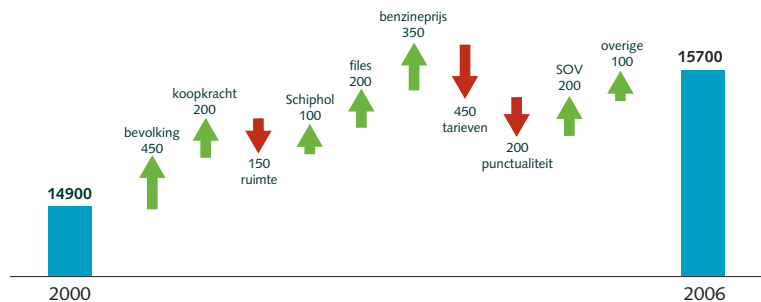 benzineprijs
350
overige
100
15700
files
200
SOV
200
koopkracht
200
Schiphol
100
450
tarieven
bevolking
450
200
punctualiteit
150
ruimte
14900
2000
2006